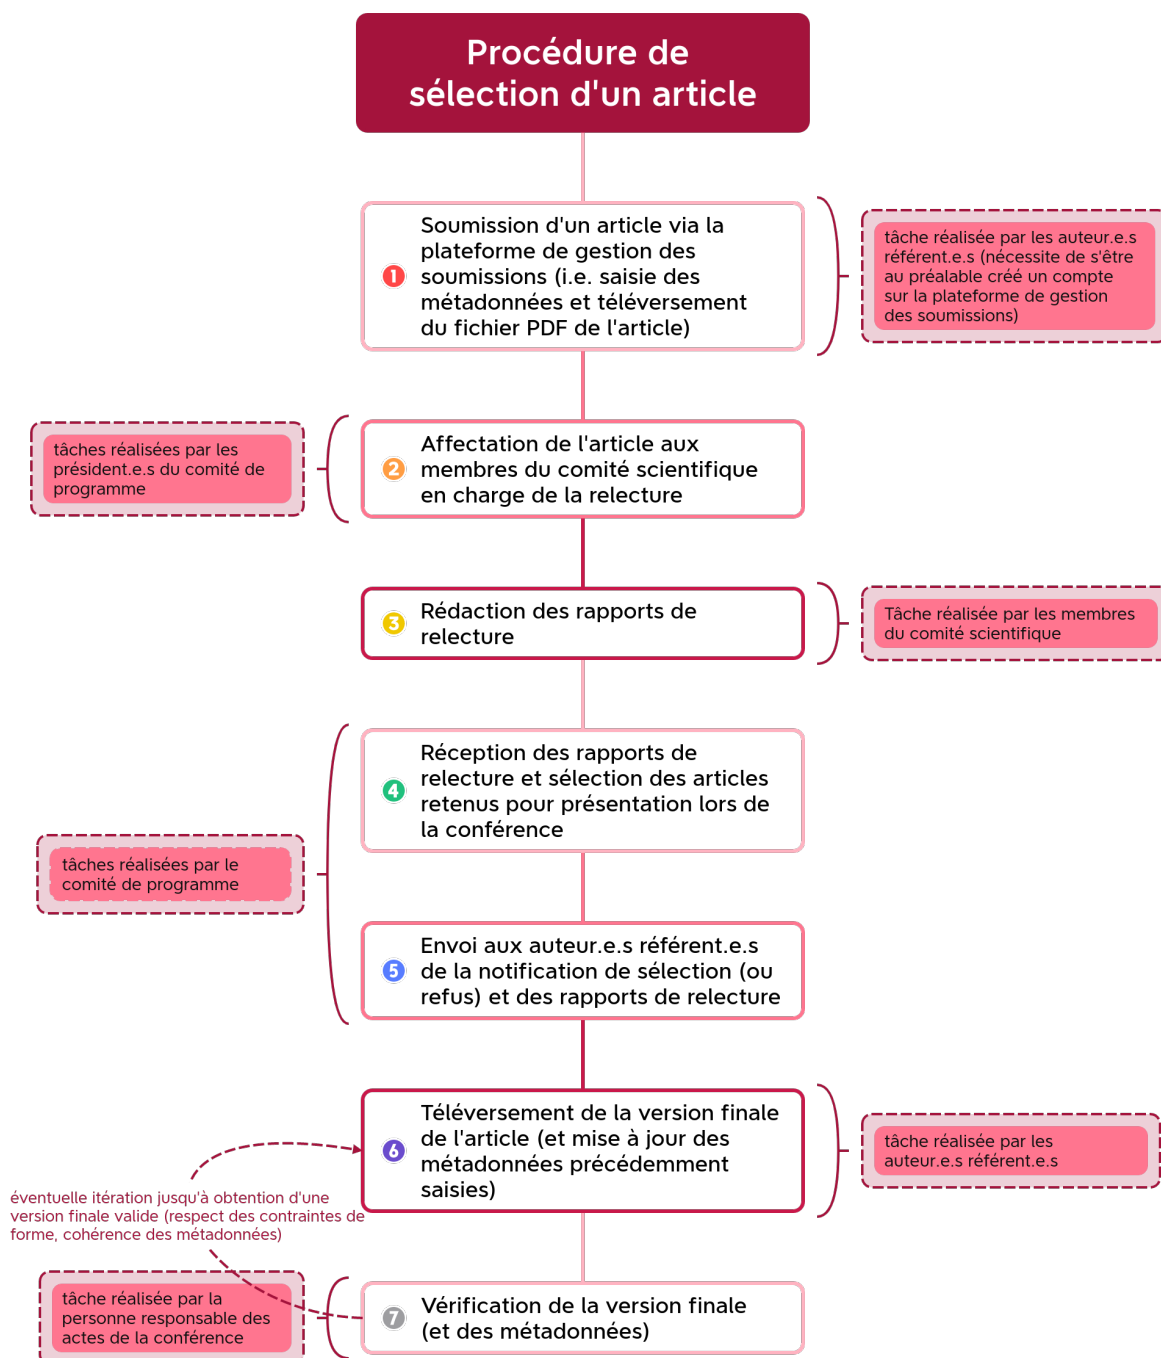 Procédure de
sélection d'un article
1
Soumission d'un article via la
plateforme de gestion des
soumissions (i.e. saisie des
métadonnées et téléversement
du fichier PDF de l'article)
tâche réalisée par les auteur.e.s
référent.e.s (nécessite de s'être
au préalable créé un compte
sur la plateforme de gestion
des soumissions)
tâches réalisées par les
président.e.s du comité de
programme
2
Affectation de l'article aux
membres du comité scientifique
en charge de la relecture
3
Rédaction des rapports de
relecture
Tâche réalisée par les membres
du comité scientifique
4
Réception des rapports de
relecture et sélection des articles
retenus pour présentation lors de
la conférence
tâches réalisées par le
comité de programme
5
Envoi aux auteur.e.s référent.e.s
de la notification de sélection (ou
refus) et des rapports de relecture
6
Téléversement de la version finale
de l'article (et mise à jour des
métadonnées précédemment
saisies)
tâche réalisée par les
auteur.e.s référent.e.s
éventuelle itération jusqu'à obtention d'une
version finale valide (respect des contraintes de
forme, cohérence des métadonnées)
tâche réalisée par la
personne responsable des
actes de la conférence
7
Vérification de la version finale
(et des métadonnées)